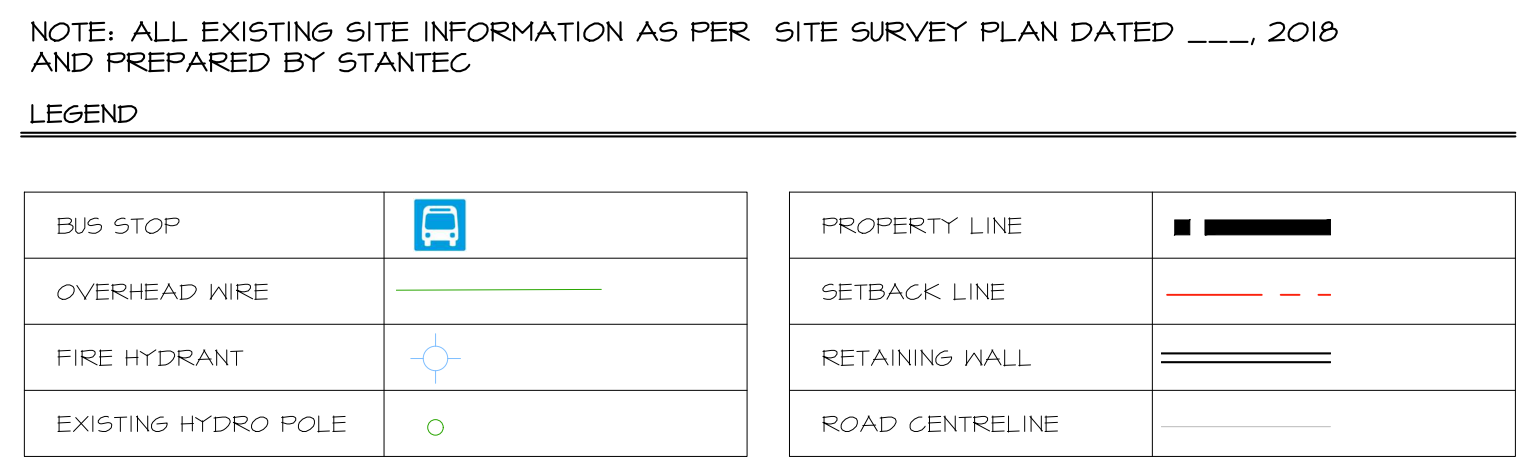 NOTE: ALL EXISTING SITE INFORMATION AS PER SITE SURVEY PLAN DATED ___, 2018
AND PREPARED BY STANTEC
LEGEND
BUS STOP
OVERHEAD WIRE
FIRE HYDRANT
EXISTING HYDRO POLE
PROPERTY LINE
SETBACK LINE
RETAINING WALL
ROAD CENTRELINE